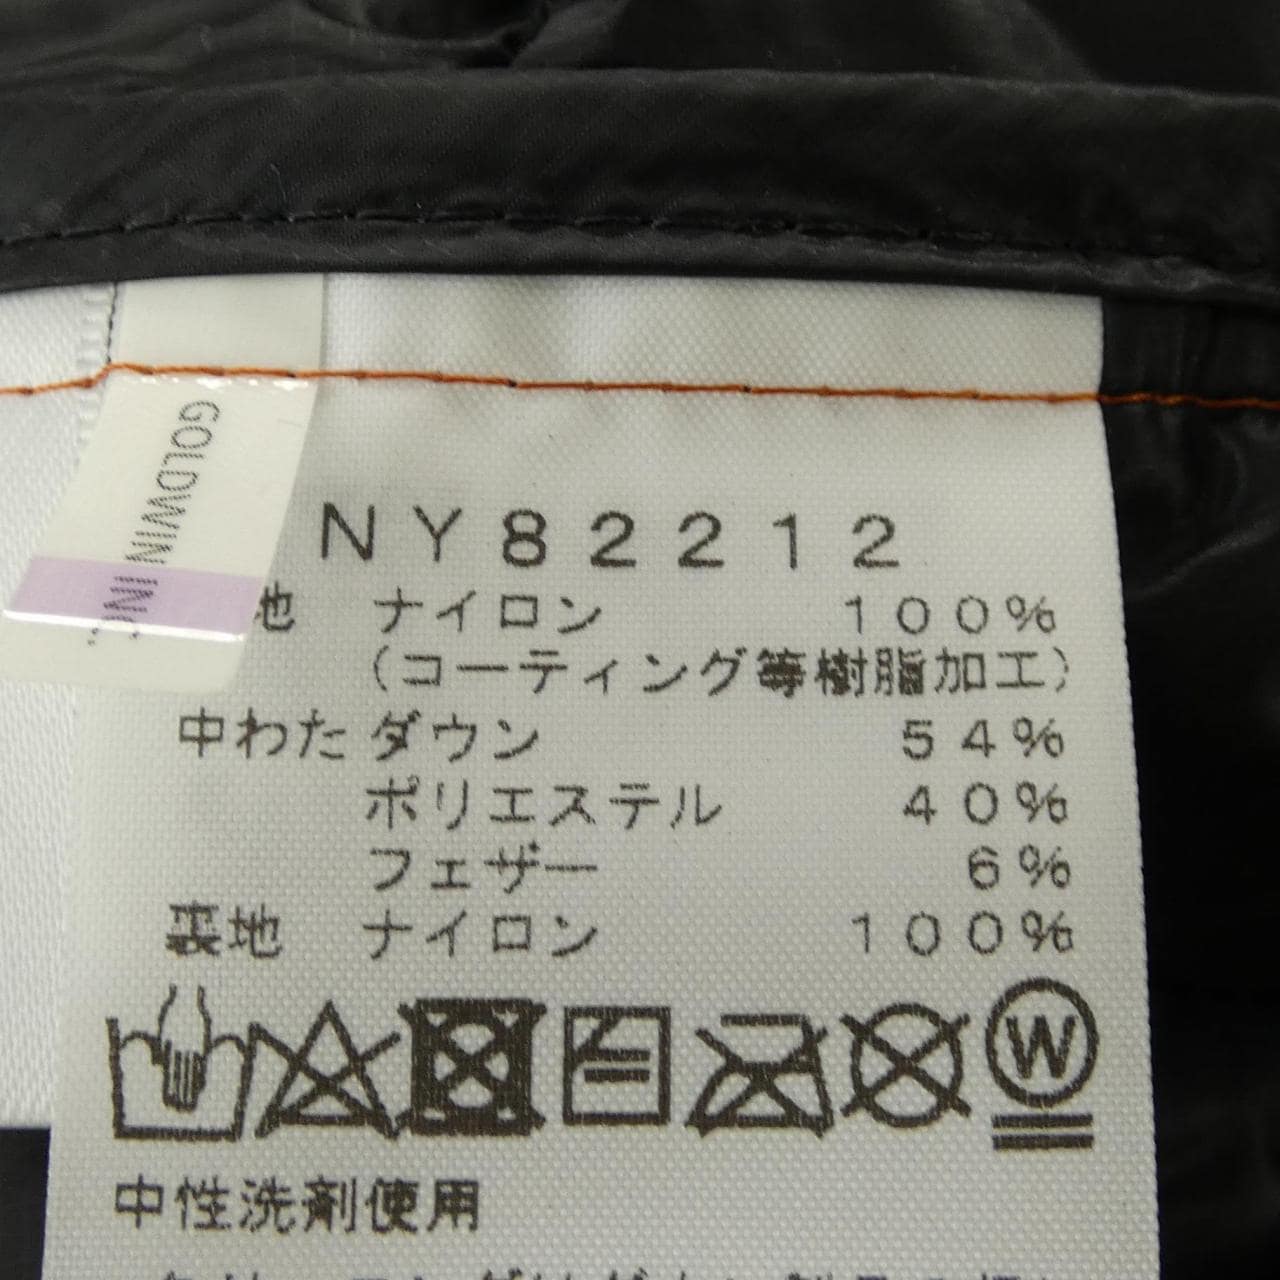 GOLDWIN INC.
NY82212
地 ナイロン 100%
(コーティング等樹脂加工)
中わた ダウン 54%
ポリエステル 40%
フェザー 6%
裏地 ナイロン 100%
W
中性洗剤使用